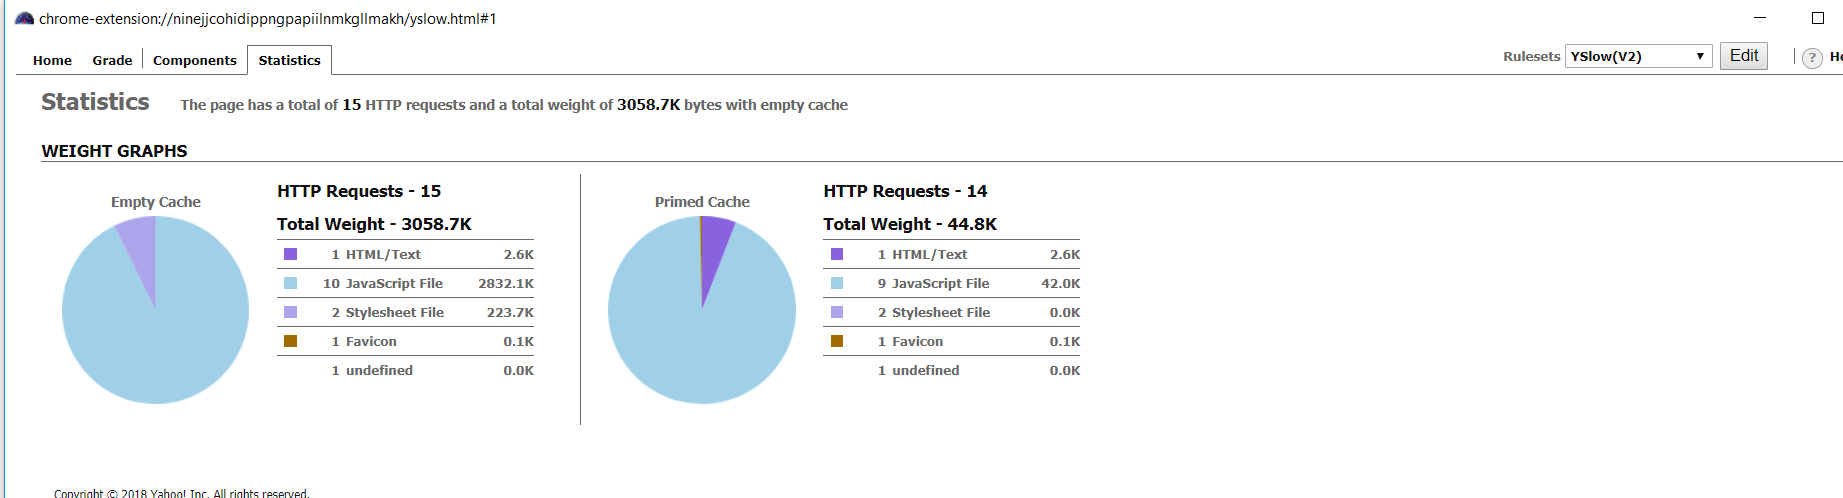 chrome-extension://ninejjcohidippngpapiilnmkgllmakh/yslow.html#1
Home Grade Components Statistics Rulesets YSlow(V2) Edit ? He
Statistics The page has a total of 15 HTTP requests and a total weight of 3058.7K bytes with empty cache
WEIGHT GRAPHS
Empty Cache
HTTP Requests - 15
Total Weight - 3058.7K
1 HTML/Text 2.6K
10 JavaScript File 2832.1K
2 Stylesheet File 223.7K
1 Favicon 0.1K
1 undefined 0.0K
Primed Cache
HTTP Requests - 14
Total Weight - 44.8K
1 HTML/Text 2.6K
9 JavaScript File 42.0K
2 Stylesheet File 0.0K
1 Favicon 0.1K
1 undefined 0.0K
Copyright © 2018 Yahoo! Inc. All rights reserved.